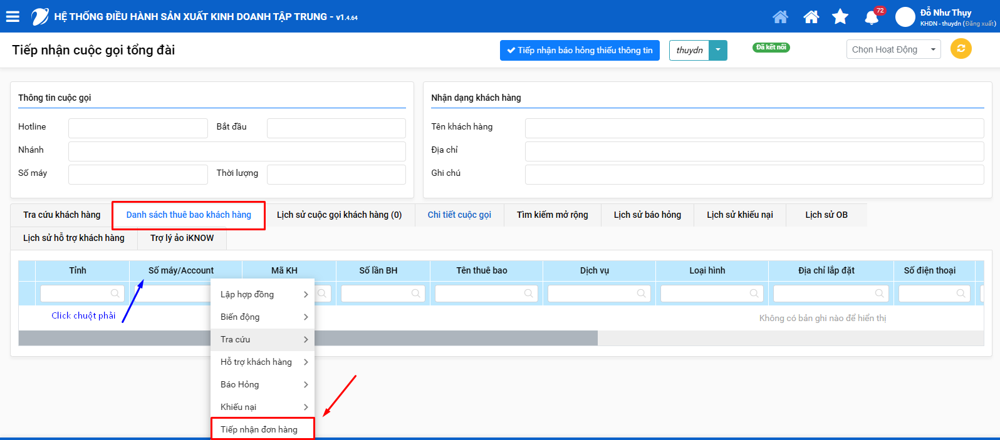 HỆ THỐNG ĐIỀU HÀNH SẢN XUẤT KINH DOANH TẬP TRUNG - v1.4.64
72
Đỗ Như Thụy
KHDN - thuydn (Đăng xuất)
Tiếp nhận cuộc gọi tổng đài
Tiếp nhận báo hỏng thiếu thông tin
thuydn
Đã kết nối
Chọn Hoạt Động
Thông tin cuộc gọi
Hotline
Bắt đầu
Nhánh
Số máy
Thời lượng
Nhận dạng khách hàng
Tên khách hàng
Địa chỉ
Ghi chú
Tra cứu khách hàng
Danh sách thuê bao khách hàng
Lịch sử cuộc gọi khách hàng (0)
Chi tiết cuộc gọi
Tìm kiếm mở rộng
Lịch sử báo hỏng
Lịch sử khiếu nại
Lịch sử OB
Lịch sử hỗ trợ khách hàng
Trợ lý ảo iKNOW
Tỉnh
Số máy/Account
Mã KH
Số lần BH
Tên thuê bao
Dịch vụ
Loại hình
Địa chỉ lắp đặt
Số điện thoại
Click chuột phải
Không có bản ghi nào để hiển thị
Lập hợp đồng
Biến động
Tra cứu
Hỗ trợ khách hàng
Báo Hỏng
Khiếu nại
Tiếp nhận đơn hàng